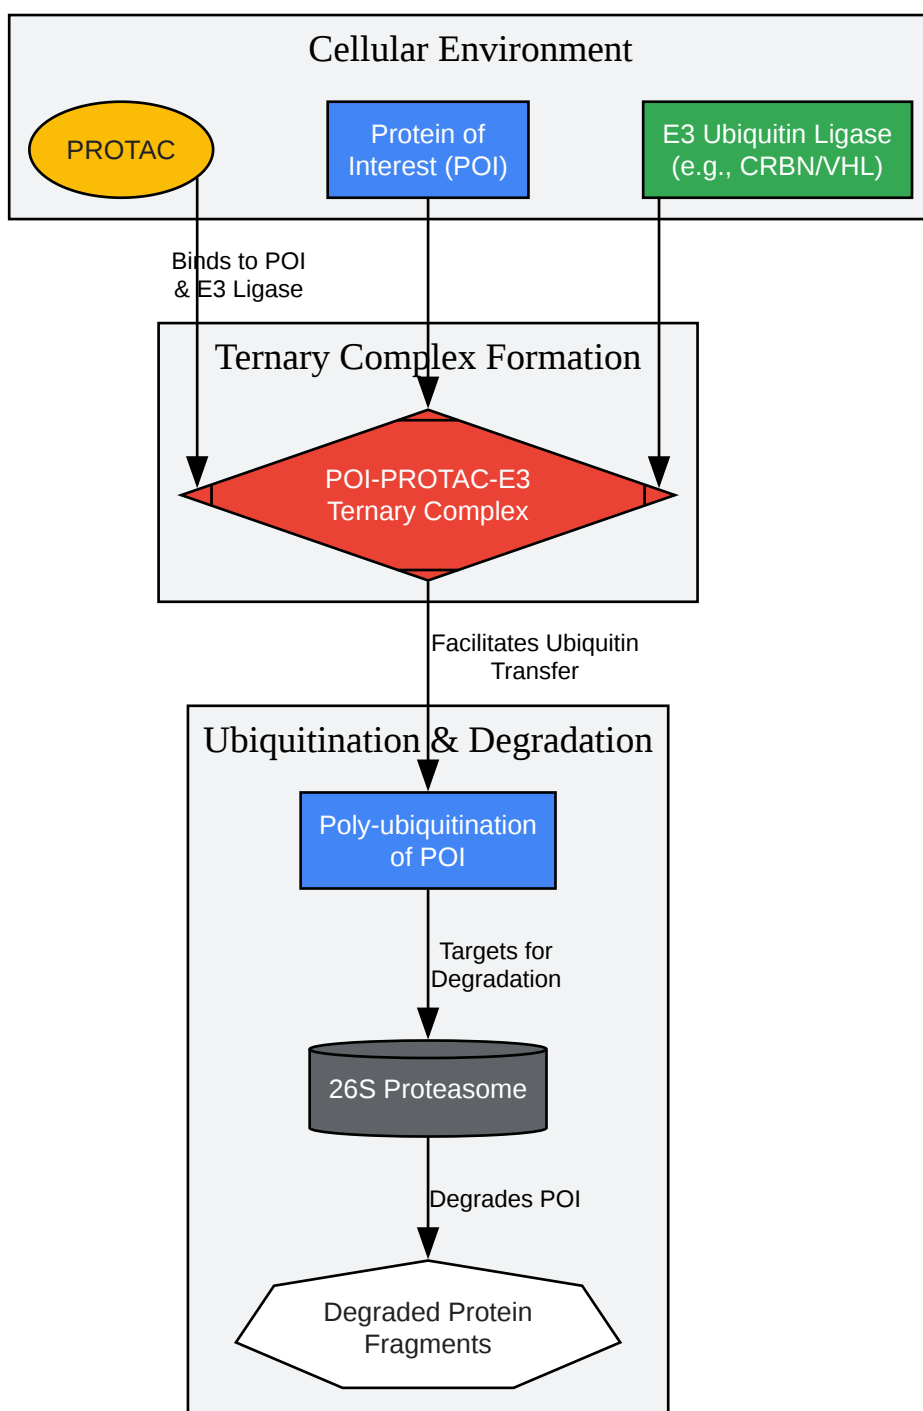 Cellular Environment
PROTAC
Protein of
Interest (POI)
E3 Ubiquitin Ligase
(e.g., CRBN/VHL)
Binds to POI
& E3 Ligase
Ternary Complex Formation
POI-PROTAC-E3
Ternary Complex
Facilitates Ubiquitin
Transfer
Ubiquitination & Degradation
Poly-ubiquitination
of POI
Targets for
Degradation
26S Proteasome
Degrades POI
Degraded Protein
Fragments